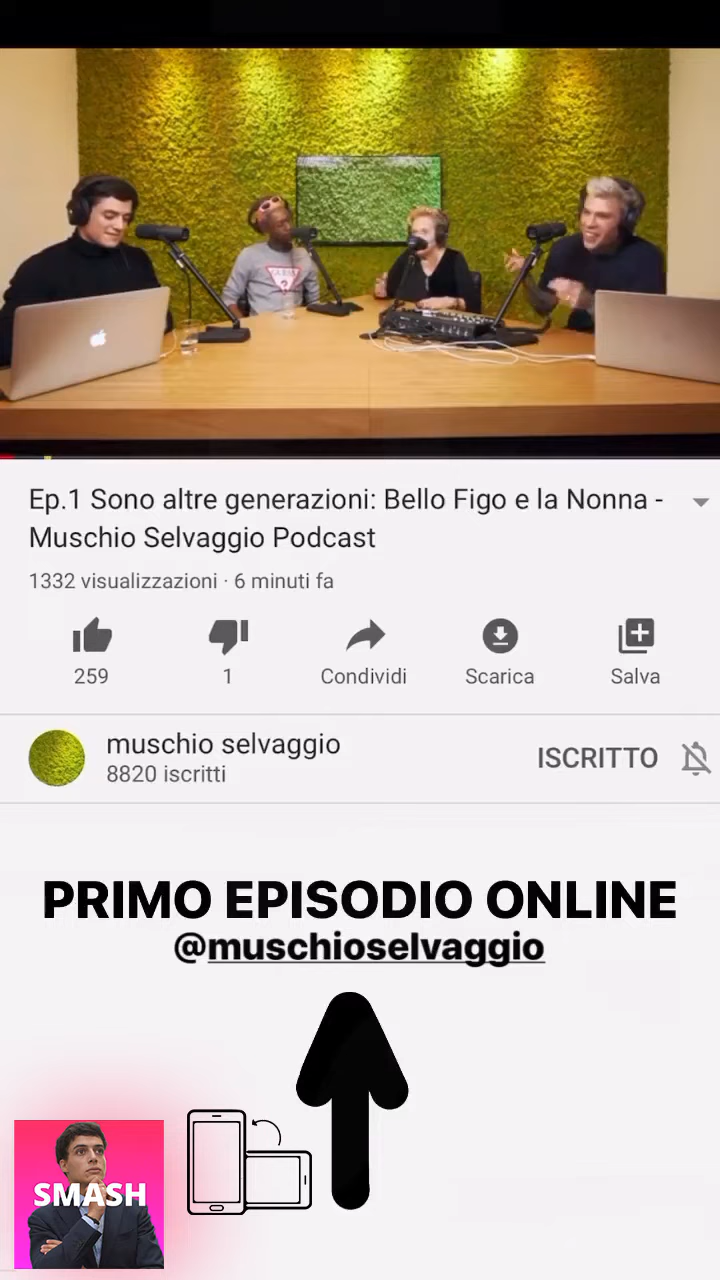 GUESS
?
Ep.1 Sono altre generazioni: Bello Figo e la Nonna -
Muschio Selvaggio Podcast
1332 visualizzazioni · 6 minuti fa
259
1
Condividi
Scarica
Salva
muschio selvaggio
8820 iscritti
ISCRITTO
PRIMO EPISODIO ONLINE
@muschioselvaggio
SMASH